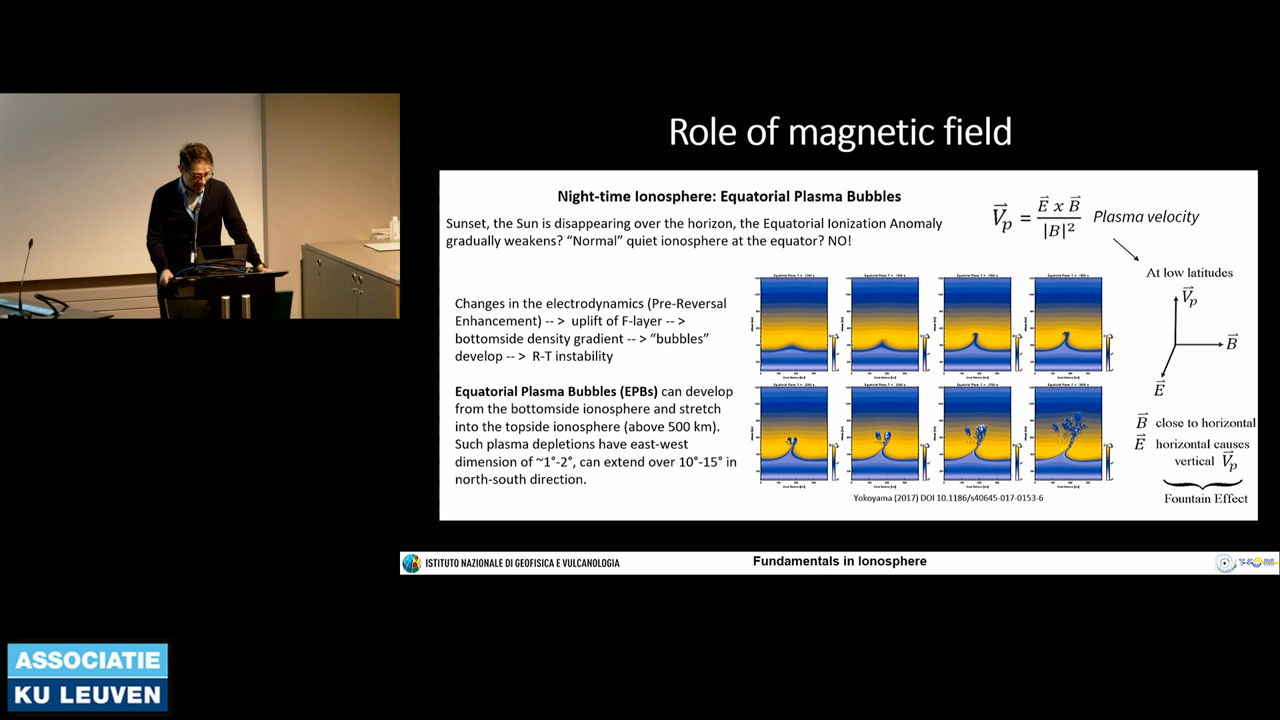 Role of magnetic field
Night-time Ionosphere: Equatorial Plasma Bubbles
Sunset, the Sun is disappearing over the horizon, the Equatorial Ionization Anomaly
gradually weakens? “Normal” quiet ionosphere at the equator? NO!
Changes in the electrodynamics (Pre-Reversal
Enhancement) -- > uplift of F-layer -- >
bottomside density gradient -- > “bubbles”
develop -- > R-T instability
Equatorial Plasma Bubbles (EPBs) can develop
from the bottomside ionosphere and stretch
into the topside ionosphere (above 500 km).
Such plasma depletions have east-west
dimension of ~1°-2°, can extend over 10°-15° in
north-south direction.
Yokoyama (2017) DOI 10.1186/s40645-017-0153-6
V⃗p = E⃗ x B⃗ / |B|² Plasma velocity
At low latitudes
V⃗p
B⃗
E⃗
B⃗ close to horizontal
E⃗ horizontal causes
vertical V⃗p
Fountain Effect
ISTITUTO NAZIONALE DI GEOFISICA E VULCANOLOGIA
Fundamentals in Ionosphere
ASSOCIATIE
KU LEUVEN